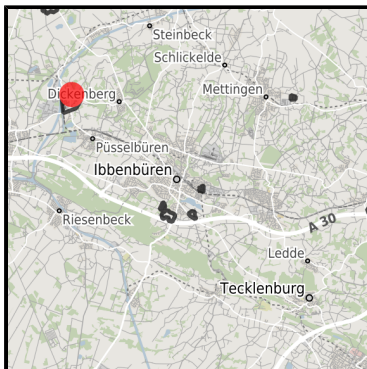 Steinbeck
Schlickelde
Dickenberg
Mettingen
Püsselbüren
Ibbenbüren
Riesenbeck
A 30
Ledde
Tecklenburg